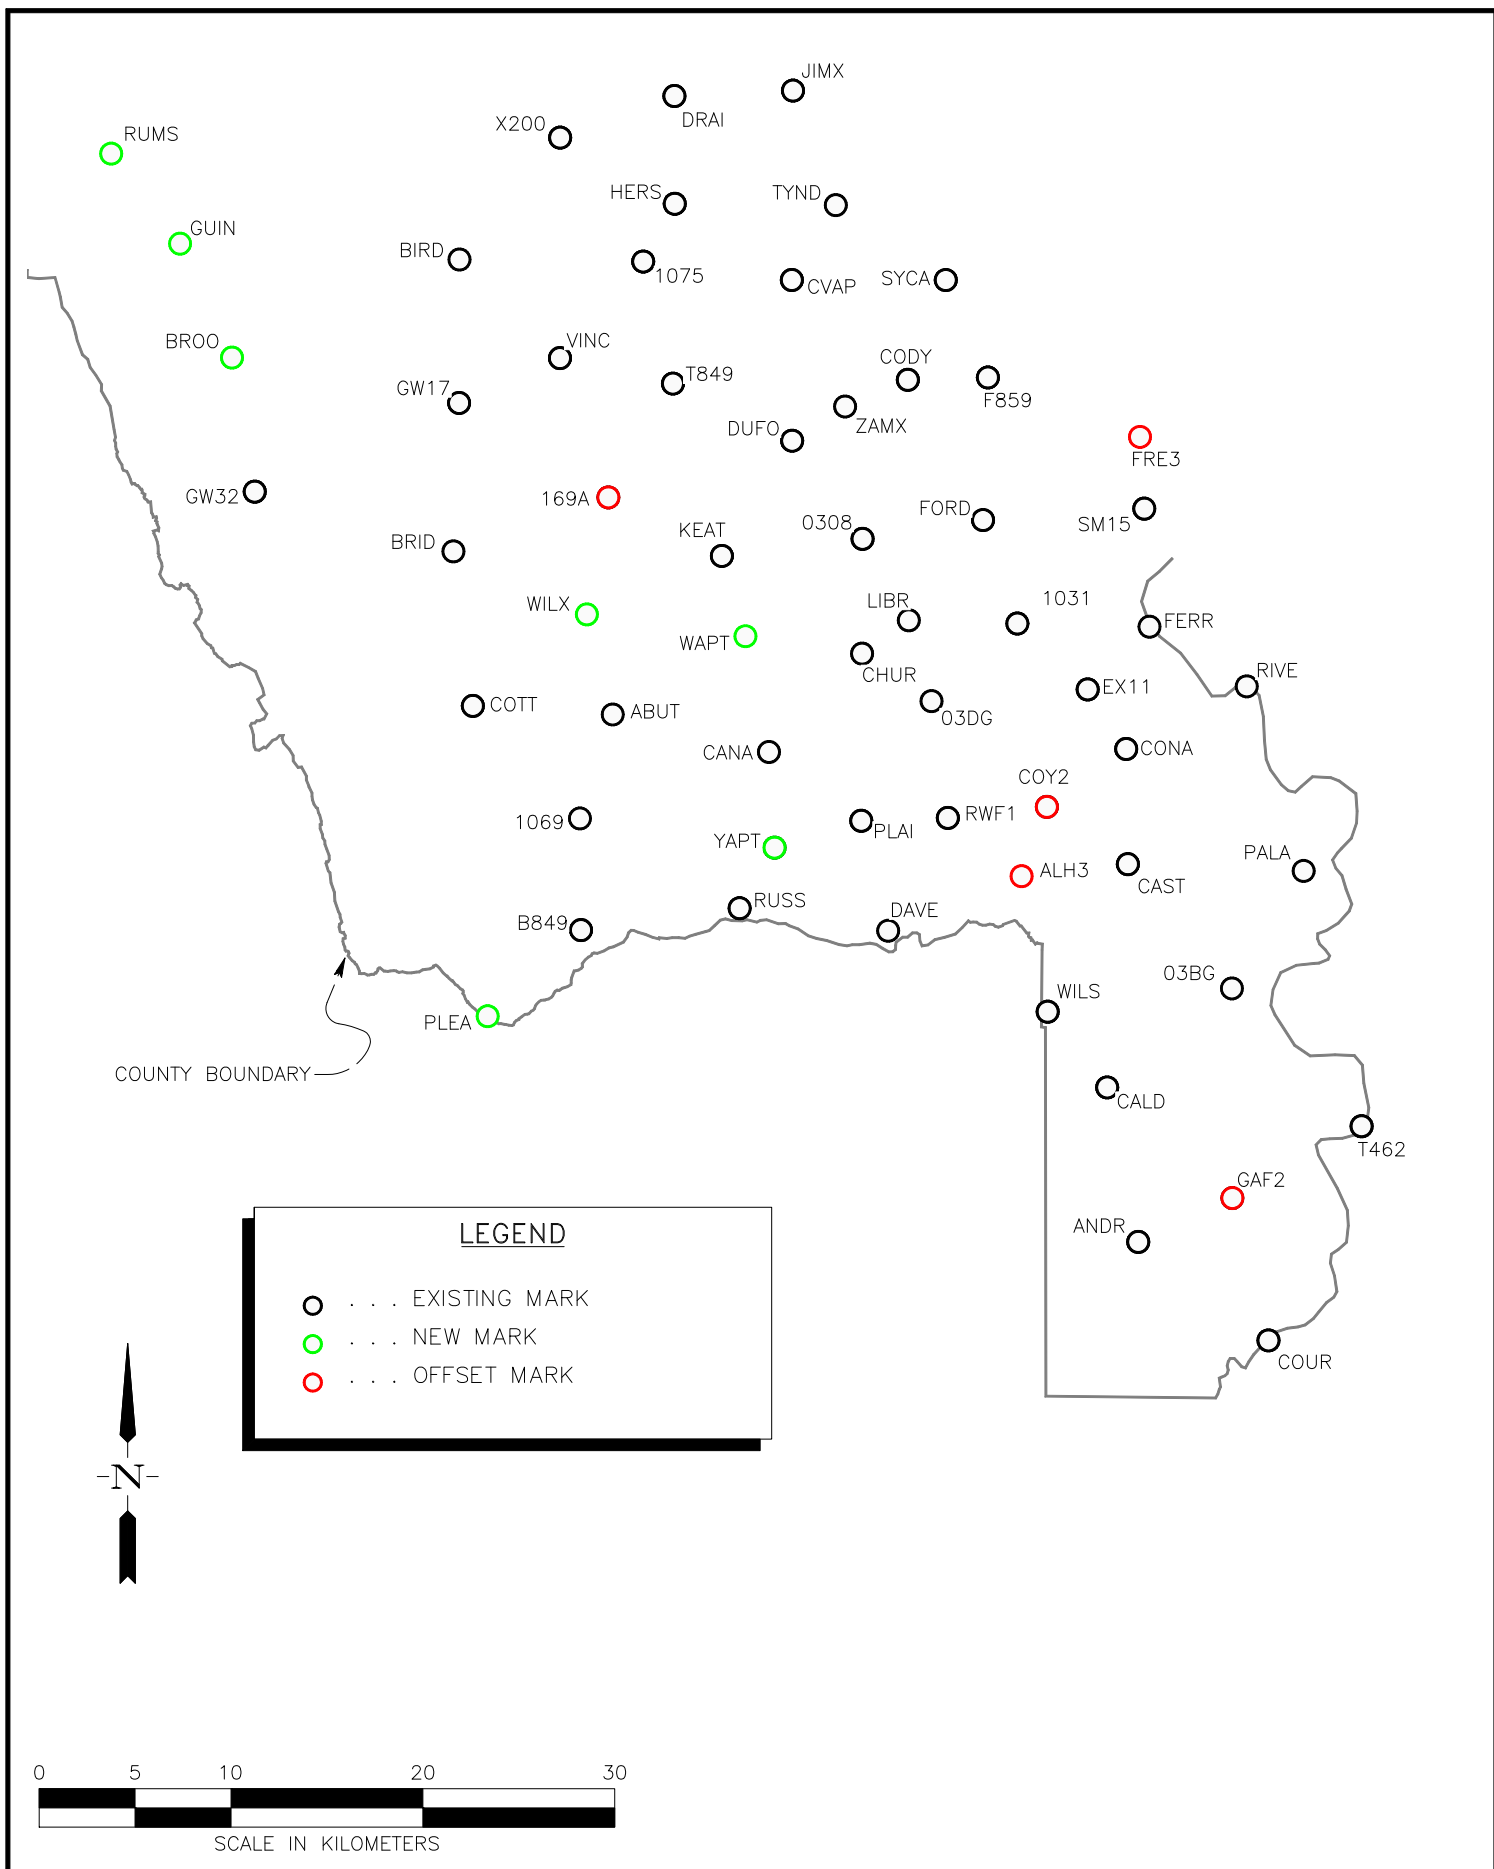 JIMX
DRAI
X200
RUMS
HERS
TYND
GUIN
BIRD
1075
CVAP
SYCA
BROO
VINC
CODY
T849
GW17
F859
ZAMX
DUFO
FRE3
GW32
169A
FORD
SM15
0308
KEAT
BRID
WILX
LIBR
1031
FERR
WAPT
CHUR
RIVE
EX11
COTT
ABUT
03DG
CANA
CONA
COY2
1069
RWF1
PLAI
YAPT
PALA
ALH3
CAST
RUSS
DAVE
B849
03BG
WILS
PLEA
COUNTY BOUNDARY
CALD
T462
GAF2
ANDR
COUR
LEGEND
. . . EXISTING MARK
. . . NEW MARK
. . . OFFSET MARK
-N-
0 5 10 20 30
SCALE IN KILOMETERS